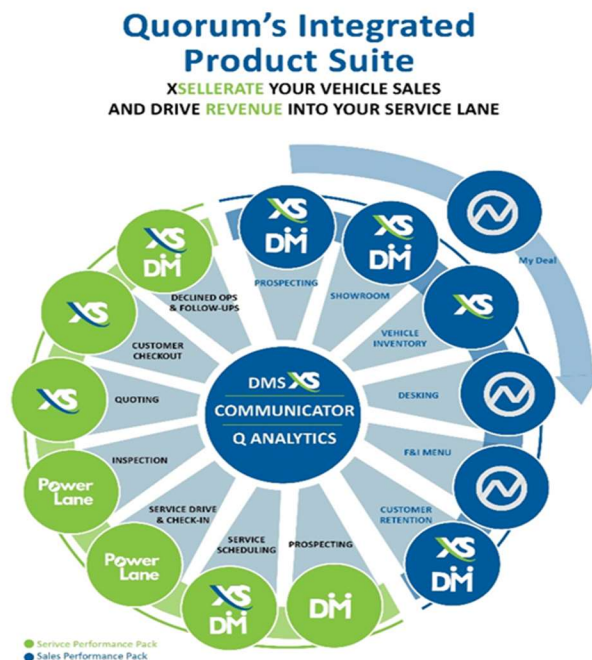 Quorum's Integrated
Product Suite
XSELLERATE YOUR VEHICLE SALES
AND DRIVE REVENUE INTO YOUR SERVICE LANE
XS
DM
PROSPECTING
XS
DM
SHOWROOM
My Deal
XS
VEHICLE
INVENTORY
DESKING
F&I MENU
CUSTOMER
RETENTION
XS
DM
PROSPECTING
DM
SERVICE
SCHEDULING
XS
DM
SERVICE DRIVE
& CHECK-IN
Power
Lane
INSPECTION
Power
Lane
QUOTING
XS
CUSTOMER
CHECKOUT
XS
DECLINED OPS
& FOLLOW-UPS
XS
DM
DMS XS
COMMUNICATOR
Q ANALYTICS
Serivce Performance Pack
Sales Performance Pack